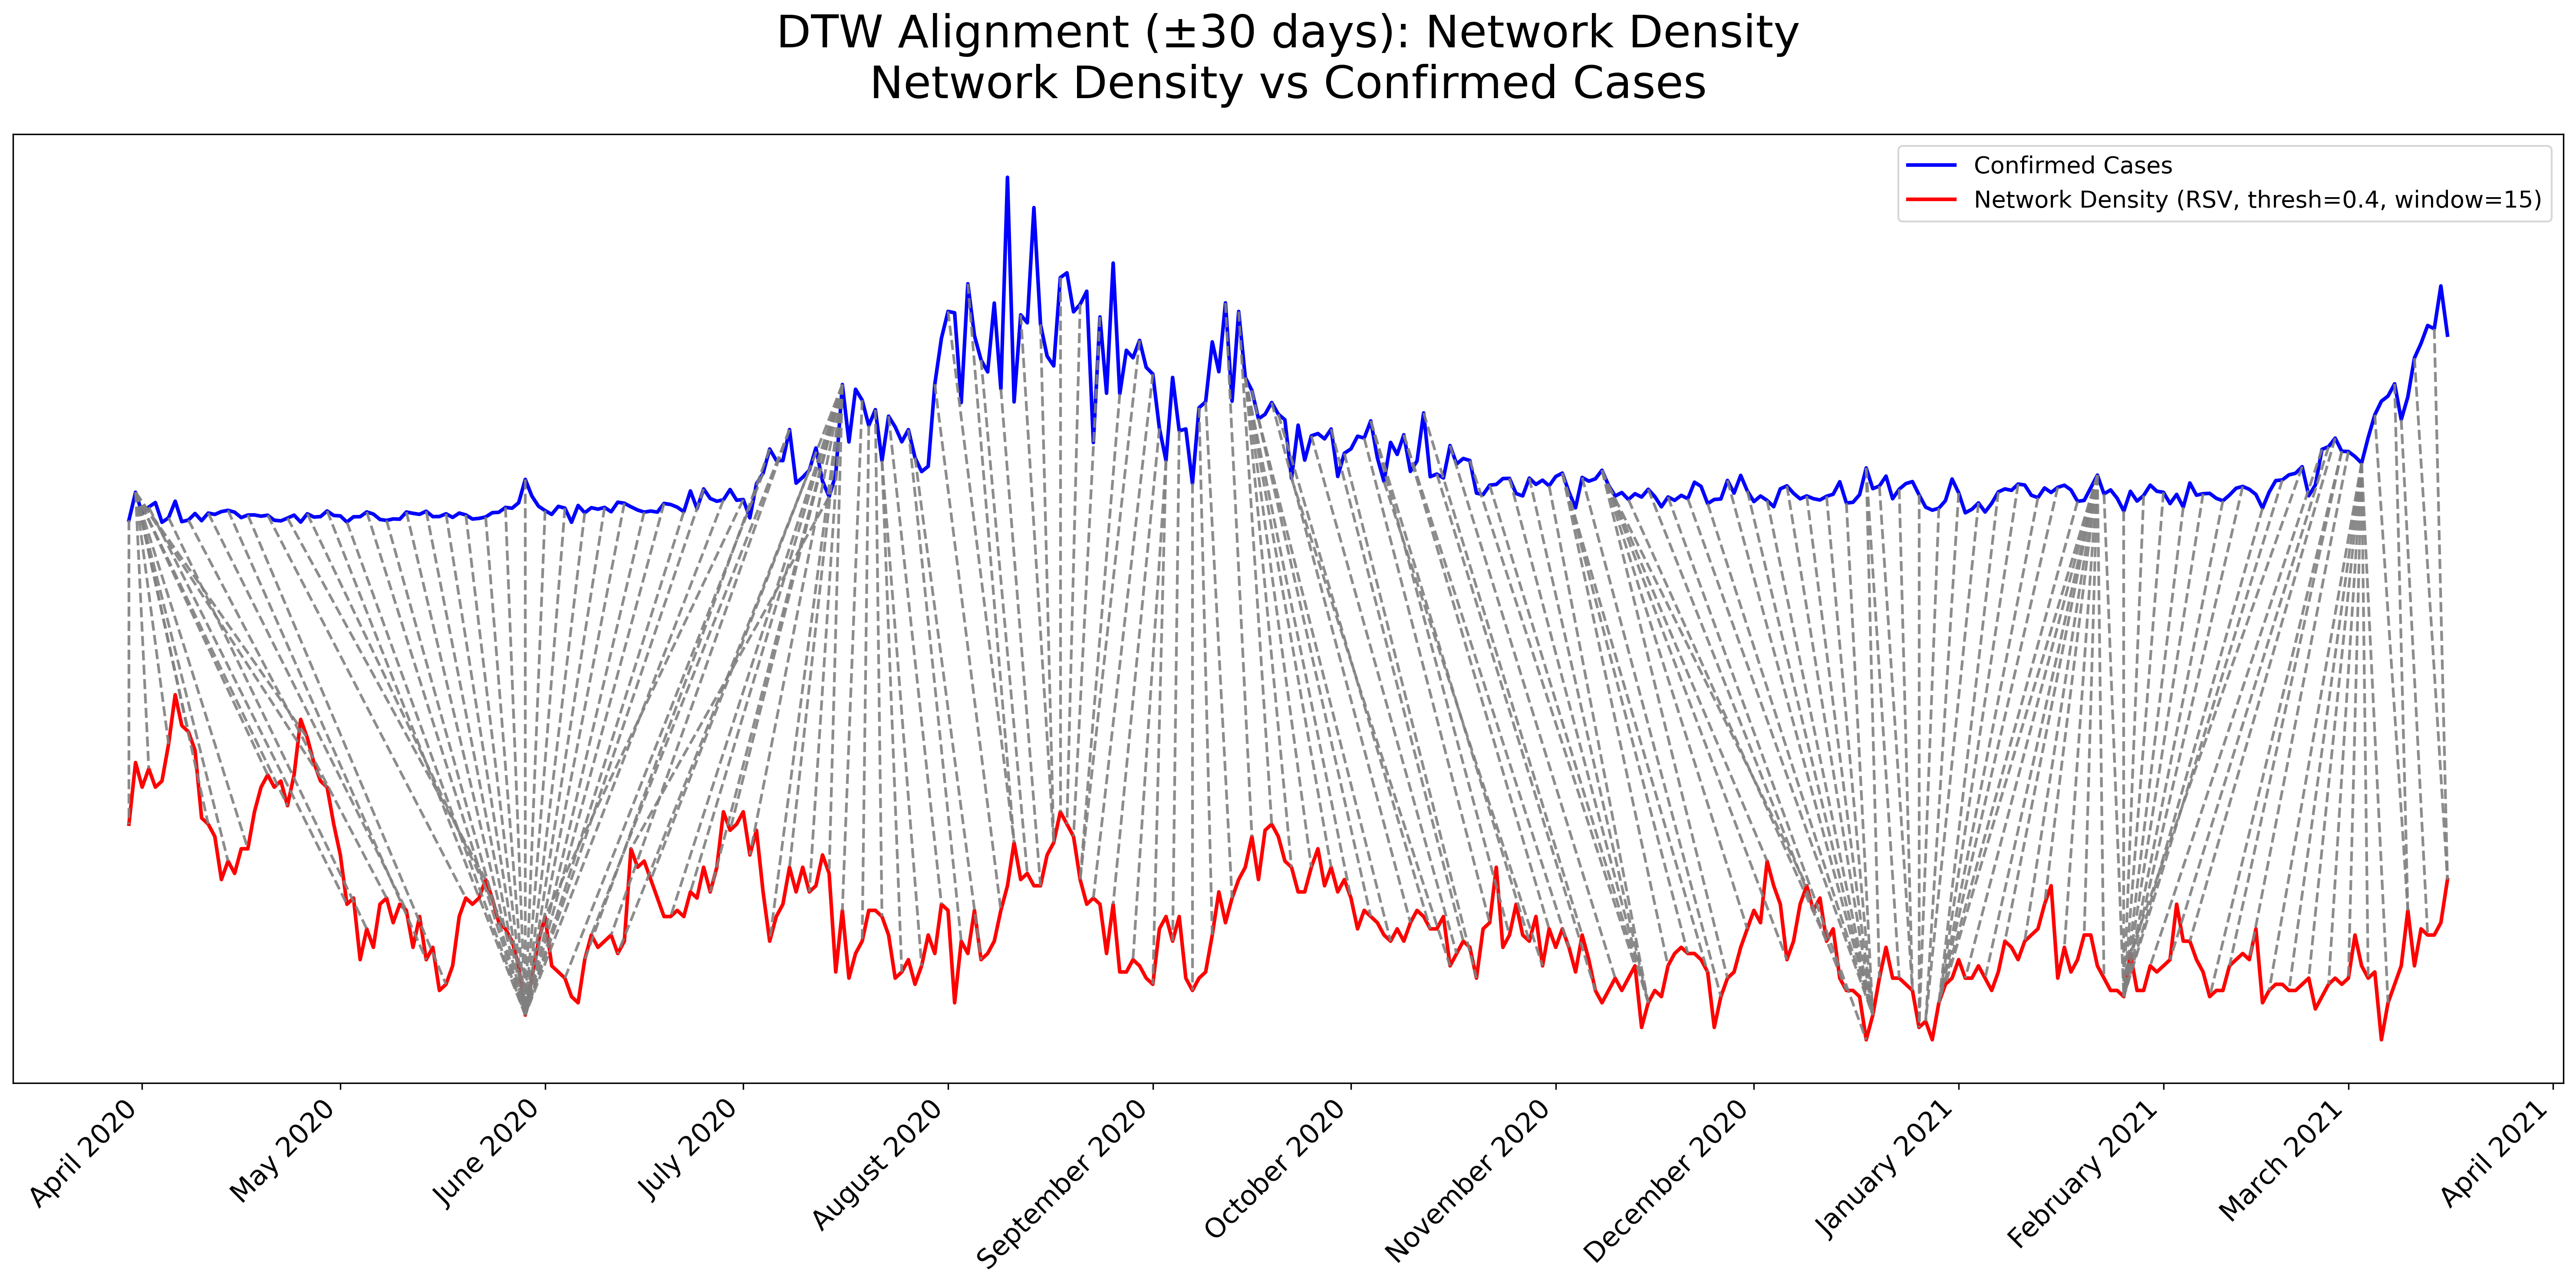 DTW Alignment (±30 days): Network Density
Network Density vs Confirmed Cases
Confirmed Cases
Network Density (RSV, thresh=0.4, window=15)
April 2020
May 2020
June 2020
July 2020
August 2020
September 2020
October 2020
November 2020
December 2020
January 2021
February 2021
March 2021
April 2021